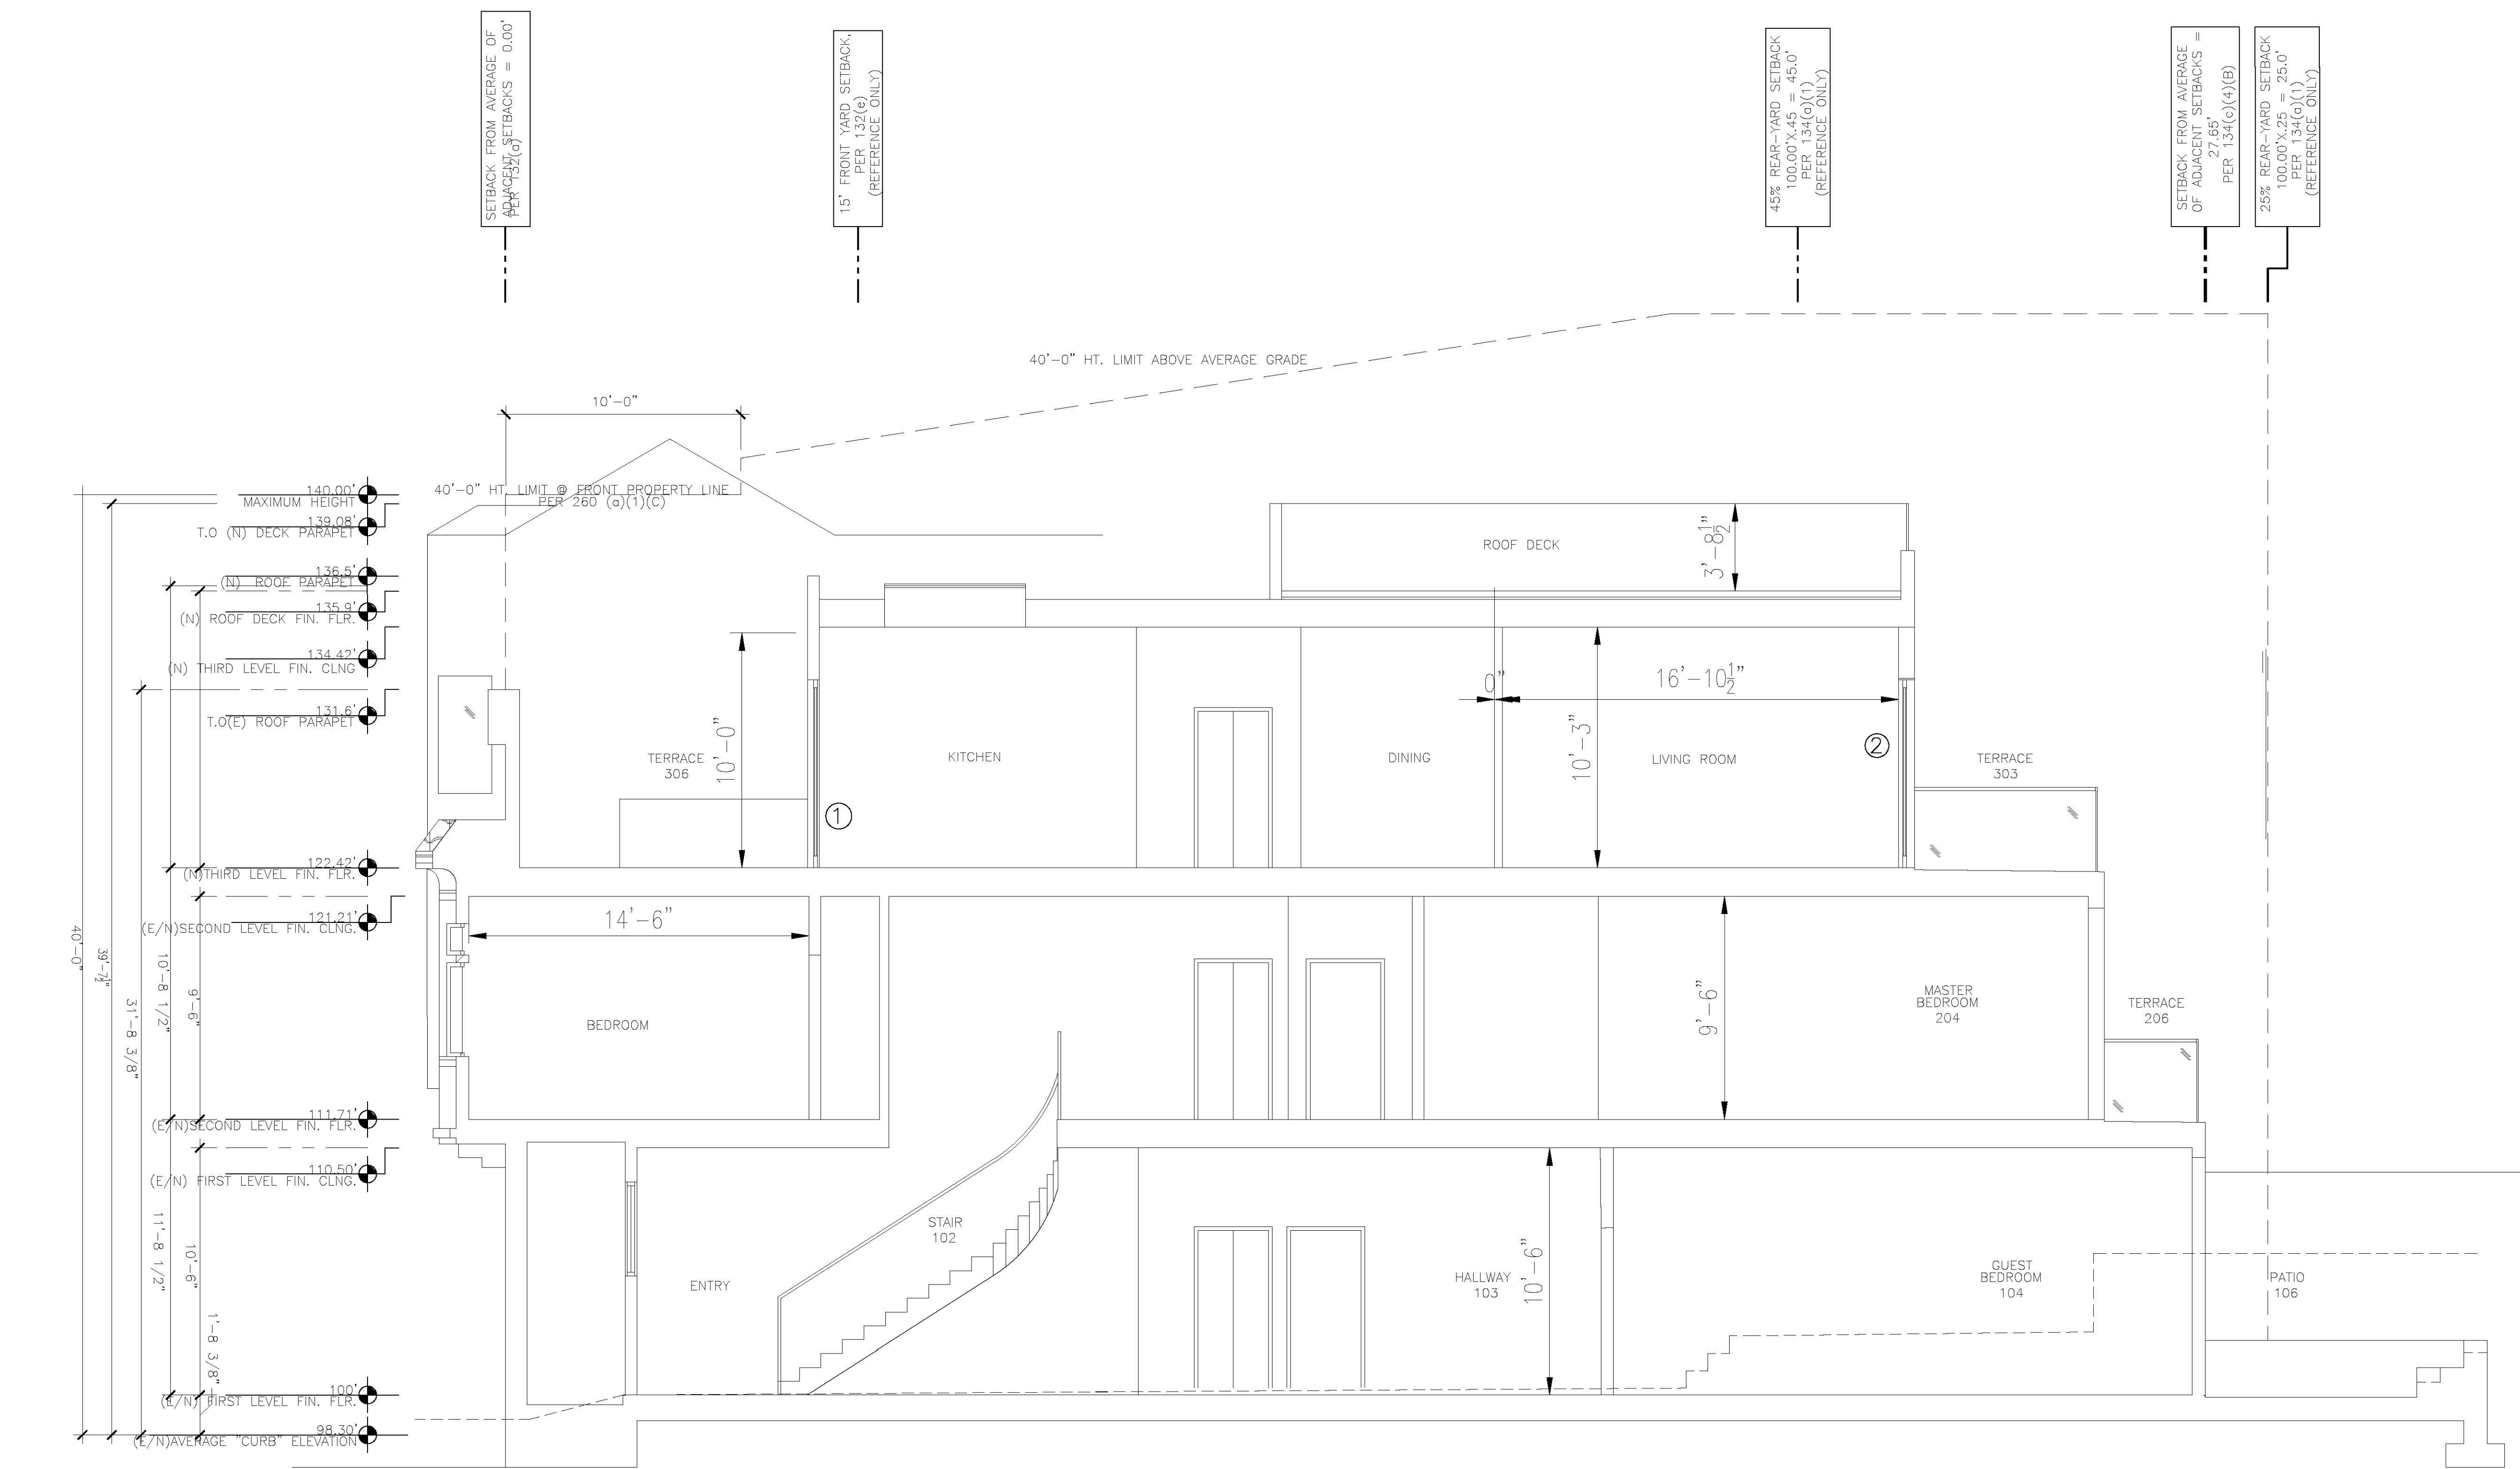 SETBACK FROM AVERAGE OF
ADJACENT SETBACKS = 0.00'
PER 132(a)
15' FRONT YARD SETBACK,
PER 132(e)
(REFERENCE ONLY)
45% REAR-YARD SETBACK
100.00'X.45 = 45.0'
PER 134(a)(1)
(REFERENCE ONLY)
SETBACK FROM AVERAGE
OF ADJACENT SETBACKS =
27.65'
PER 134(c)(4)(B)
25% REAR-YARD SETBACK
100.00'X.25 = 25.0'
PER 134(a)(1)
(REFERENCE ONLY)
40'-0" HT. LIMIT ABOVE AVERAGE GRADE
10'-0"
40'-0" HT. LIMIT @ FRONT PROPERTY LINE
PER 260 (a)(1)(C)
140.00'
MAXIMUM HEIGHT
139.08'
T.O (N) DECK PARAPET
136.5'
(N) ROOF PARAPET
135.9'
(N) ROOF DECK FIN. FLR.
134.42'
(N) THIRD LEVEL FIN. CLNG
131.6'
T.O(E) ROOF PARAPET
122.42'
(N)THIRD LEVEL FIN. FLR.
121.21'
(E/N)SECOND LEVEL FIN. CLNG.
111.71'
(E/N)SECOND LEVEL FIN. FLR.
110.50'
(E/N) FIRST LEVEL FIN. CLNG.
100'
(E/N) FIRST LEVEL FIN. FLR.
98.30'
(E/N)AVERAGE "CURB" ELEVATION
40'-0"
39'-7½"
31'-8 3/8"
10'-8 1/2"
9'-6"
11'-8 1/2"
10'-6"
1'-8 3/8"
ROOF DECK
3'-8½"
TERRACE
306
10'-0"
1
KITCHEN
DINING
0"
16'-10½"
10'-3"
LIVING ROOM
2
TERRACE
303
14'-6"
BEDROOM
9'-6"
MASTER
BEDROOM
204
TERRACE
206
STAIR
102
ENTRY
HALLWAY
103
10'-6"
GUEST
BEDROOM
104
PATIO
106